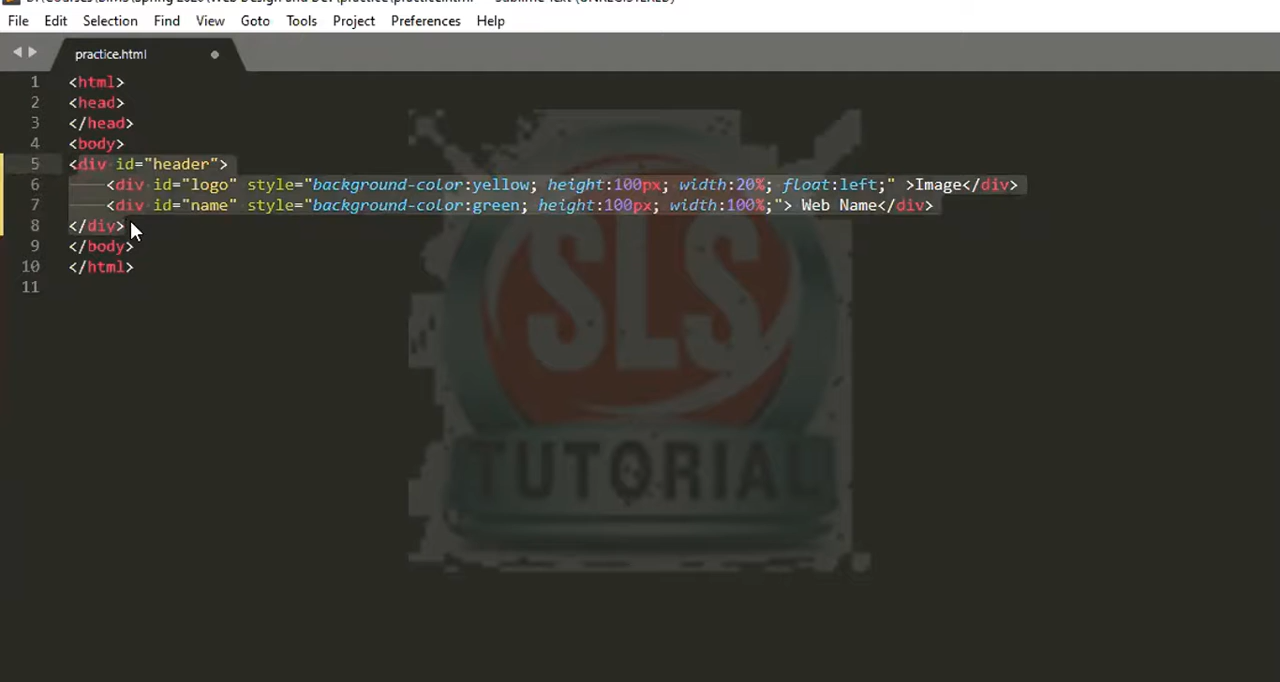 File Edit Selection Find View Goto Tools Project Preferences Help
practice.html
1 <html>
2 <head>
3 </head>
4 <body>
5 <div id="header">
6 <div id="logo" style="background-color:yellow; height:100px; width:20%; float:left;" >Image</div>
7 <div id="name" style="background-color:green; height:100px; width:100%;"> Web Name</div>
8 </div>
9 </body>
10 </html>
11
SLS
TUTORIAL